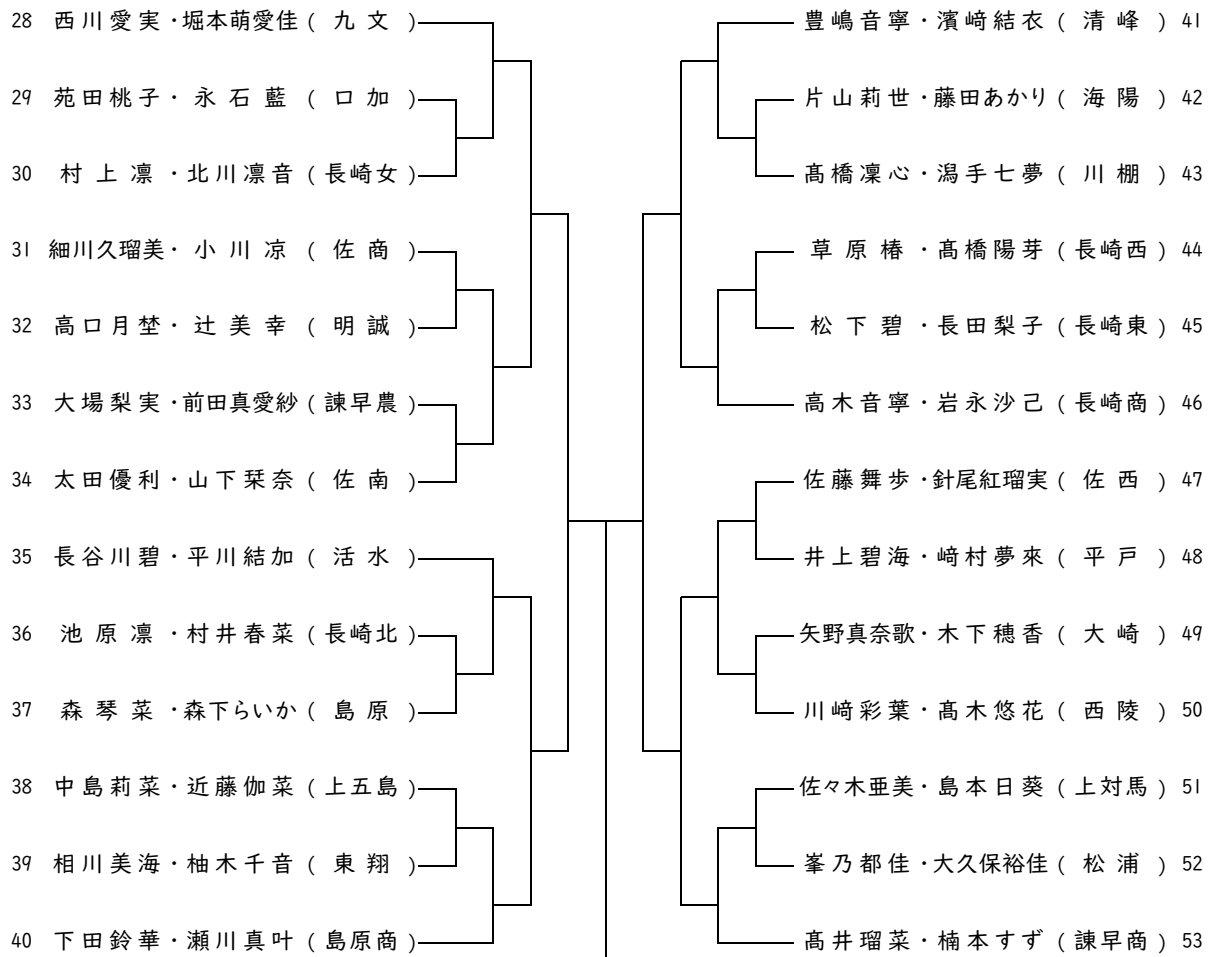 28 西川愛実・堀本萌愛佳 ( 九文 )
29 苑田桃子・永石藍 ( 口加 )
30 村上凛・北川凛音 ( 長崎女 )
31 細川久瑠美・小川凉 ( 佐商 )
32 高口月埜・辻美幸 ( 明誠 )
33 大場梨実・前田真愛紗 ( 諫早農 )
34 太田優利・山下栞奈 ( 佐南 )
35 長谷川碧・平川結加 ( 活水 )
36 池原凛・村井春菜 ( 長崎北 )
37 森琴菜・森下らいか ( 島原 )
38 中島莉菜・近藤伽菜 ( 上五島 )
39 相川美海・柚木千音 ( 東翔 )
40 下田鈴華・瀬川真叶 ( 島原商 )
豊嶋音寧・濱﨑結衣 ( 清峰 ) 41
片山莉世・藤田あかり ( 海陽 ) 42
髙橋凜心・潟手七夢 ( 川棚 ) 43
草原椿・髙橋陽芽 ( 長崎西 ) 44
松下碧・長田梨子 ( 長崎東 ) 45
高木音寧・岩永沙己 ( 長崎商 ) 46
佐藤舞歩・針尾紅瑠実 ( 佐西 ) 47
井上碧海・﨑村夢來 ( 平戸 ) 48
矢野真奈歌・木下穂香 ( 大崎 ) 49
川﨑彩葉・髙木悠花 ( 西陵 ) 50
佐々木亜美・島本日葵 ( 上対馬 ) 51
峯乃都佳・大久保裕佳 ( 松浦 ) 52
髙井瑠菜・楠本すず ( 諫早商 ) 53